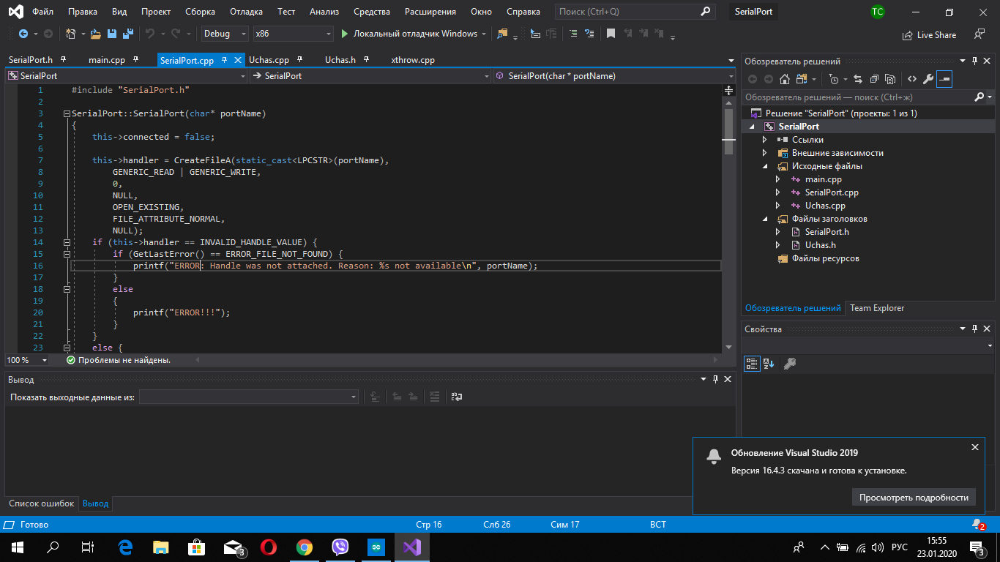 Файл Правка Вид Проект Сборка Отладка Тест Анализ Средства Расширения Окно Справка Поиск (Ctrl+Q) SerialPort TC
Debug x86 Локальный отладчик Windows Live Share
SerialPort.h main.cpp SerialPort.cpp Uchas.cpp Uchas.h xthrow.cpp
SerialPort SerialPort SerialPort(char * portName)
1 #include "SerialPort.h"
2
3 SerialPort::SerialPort(char* portName)
4 {
5 this->connected = false;
6
7 this->handler = CreateFileA(static_cast<LPCSTR>(portName),
8 GENERIC_READ | GENERIC_WRITE,
9 0,
10 NULL,
11 OPEN_EXISTING,
12 FILE_ATTRIBUTE_NORMAL,
13 NULL);
14 if (this->handler == INVALID_HANDLE_VALUE) {
15 if (GetLastError() == ERROR_FILE_NOT_FOUND) {
16 printf("ERROR: Handle was not attached. Reason: %s not available\n", portName);
17 }
18 else
19 {
20 printf("ERROR!!!");
21 }
22 }
23 else {
100 % Проблемы не найдены.
Вывод
Показать выходные данные из:
Список ошибок Вывод
Обозреватель решений
Обозреватель решений — поиск (Ctrl+ж)
Решение "SerialPort" (проекты: 1 из 1)
SerialPort
Ссылки
Внешние зависимости
Исходные файлы
main.cpp
SerialPort.cpp
Uchas.cpp
Файлы заголовков
SerialPort.h
Uchas.h
Файлы ресурсов
Обозреватель решений Team Explorer
Свойства
Обновление Visual Studio 2019
Версия 16.4.3 скачана и готова к установке.
Просмотреть подробности
Готово Стр 16 Слб 26 Сим 17 ВСТ 2
3 РУС 15:55 3
23.01.2020